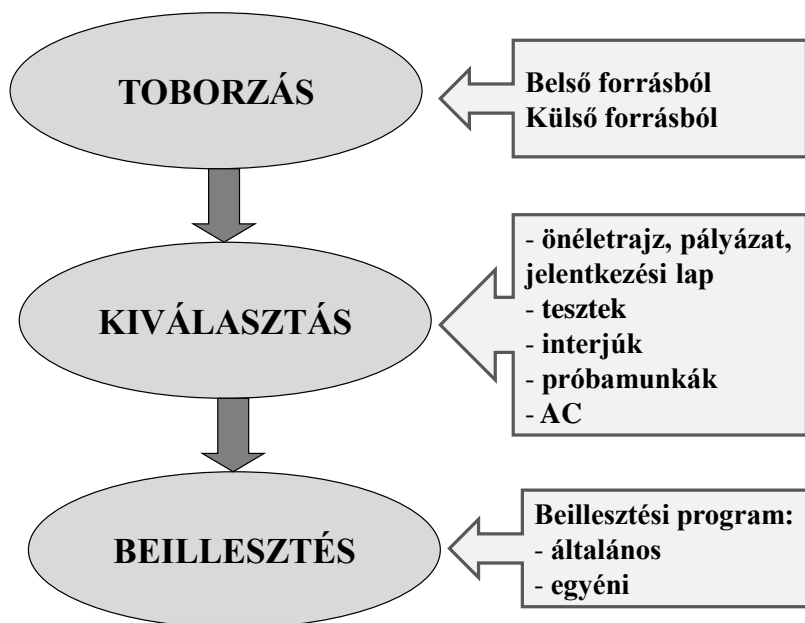 TOBORZÁS
Belső forrásból
Külső forrásból
KIVÁLASZTÁS
- önéletrajz, pályázat,
jelentkezési lap
- tesztek
- interjúk
- próbamunkák
- AC
BEILLESZTÉS
Beillesztési program:
- általános
- egyéni